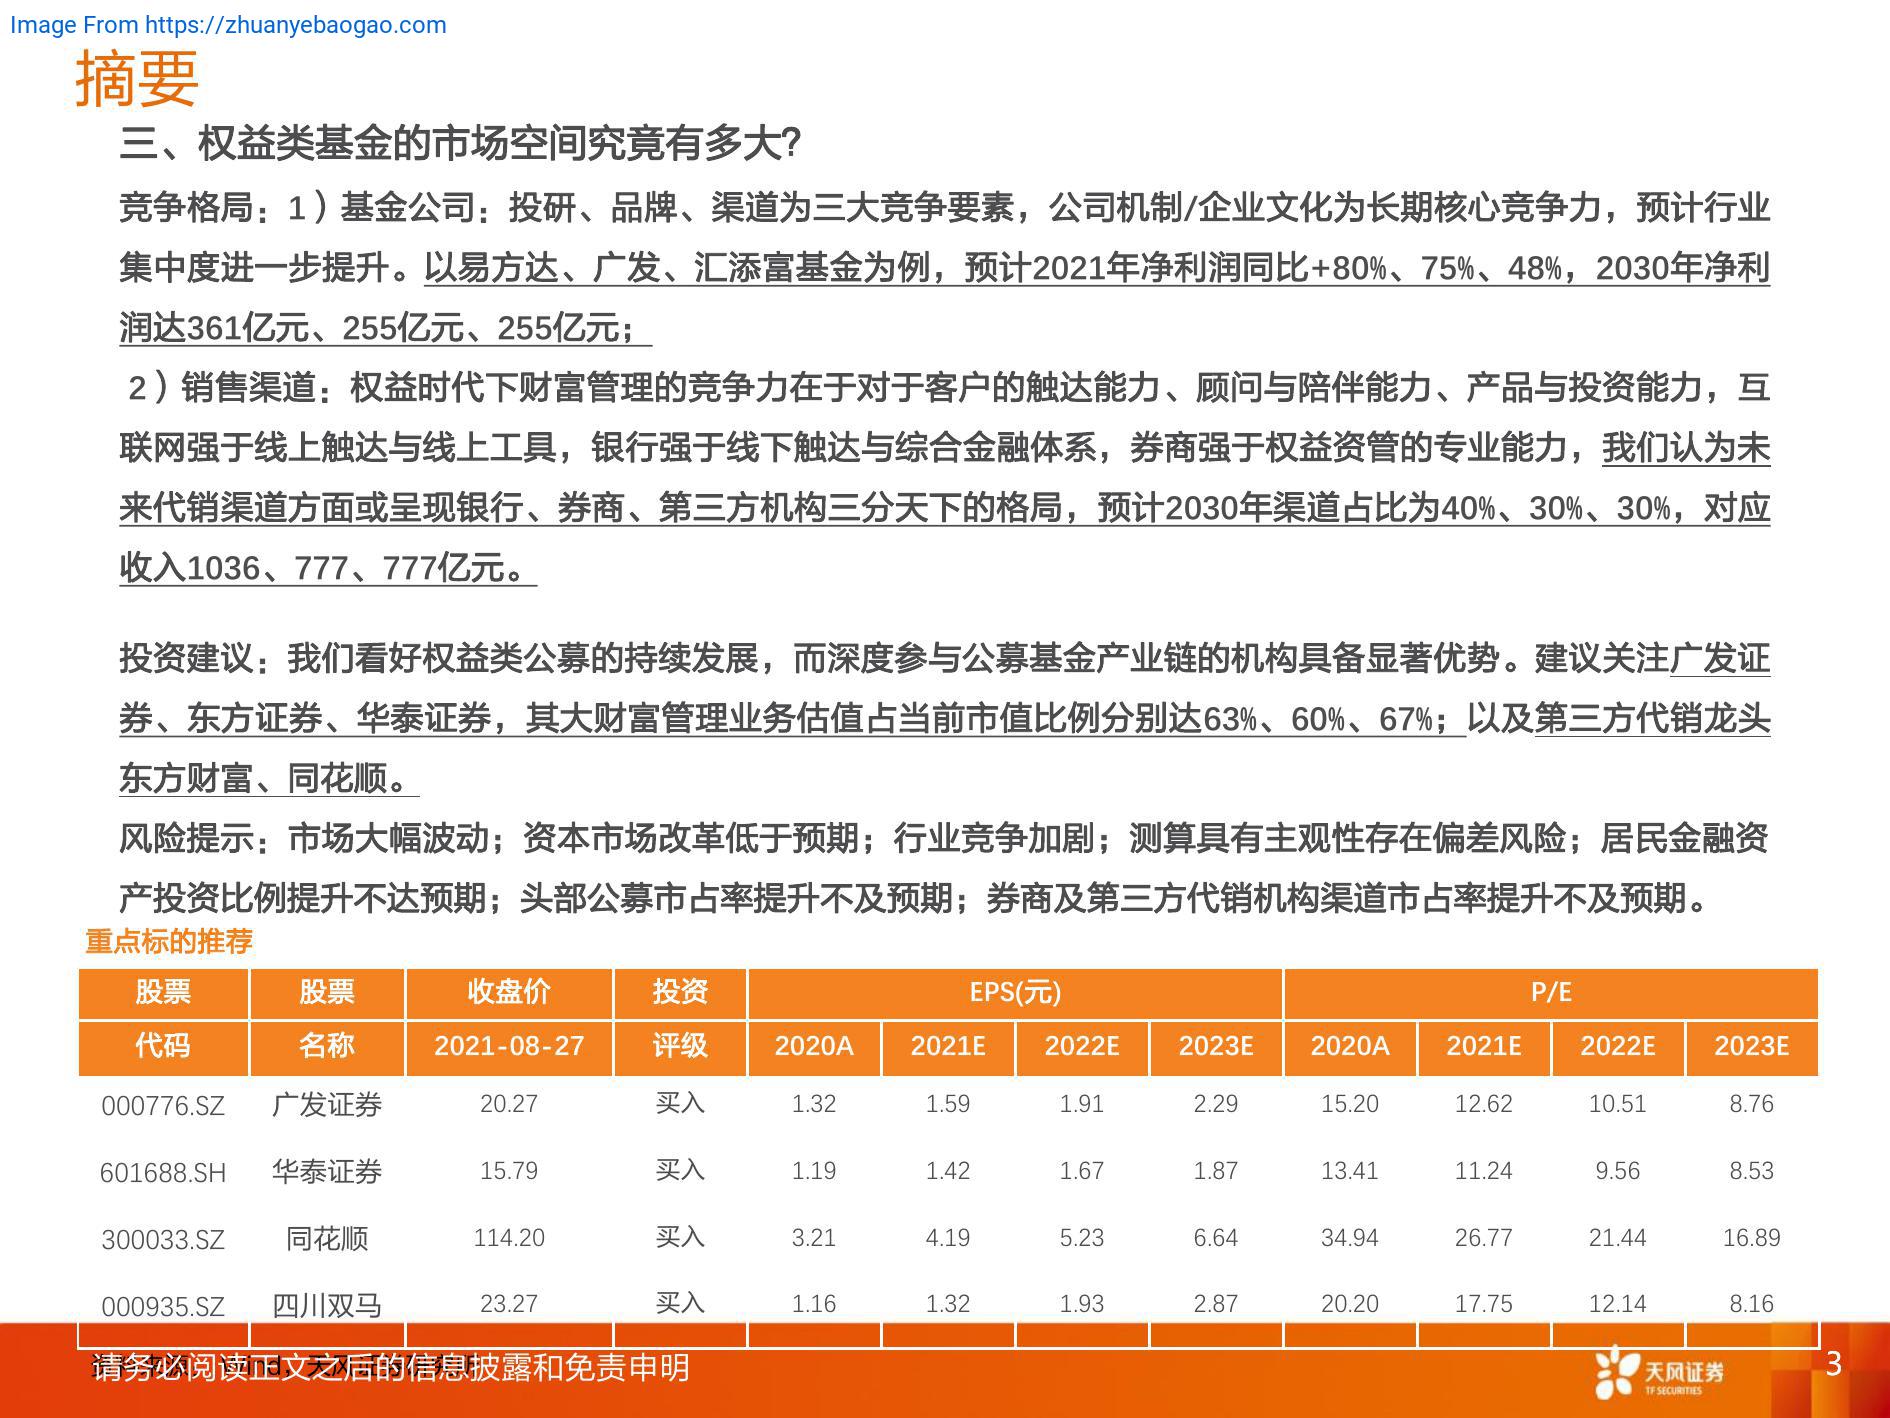 Image From https://zhuanyebaogao.com
摘要
三、权益类基金的市场空间究竟有多大?
竞争格局：1）基金公司：投研、品牌、渠道为三大竞争要素，公司机制/企业文化为长期核心竞争力，预计行业
集中度进一步提升。以易方达、广发、汇添富基金为例，预计2021年净利润同比+80%、75%、48%，2030年净利
润达361亿元、255亿元、255亿元；
2）销售渠道：权益时代下财富管理的竞争力在于对于客户的触达能力、顾问与陪伴能力、产品与投资能力，互
联网强于线上触达与线上工具，银行强于线下触达与综合金融体系，券商强于权益资管的专业能力，我们认为未
来代销渠道方面或呈现银行、券商、第三方机构三分天下的格局，预计2030年渠道占比为40%、30%、30%，对应
收入1036、777、777亿元。
投资建议：我们看好权益类公募的持续发展，而深度参与公募基金产业链的机构具备显著优势。建议关注广发证
券、东方证券、华泰证券，其大财富管理业务估值占当前市值比例分别达63%、60%、67%；以及第三方代销龙头
东方财富、同花顺。
风险提示：市场大幅波动；资本市场改革低于预期；行业竞争加剧；测算具有主观性存在偏差风险；居民金融资
产投资比例提升不达预期；头部公募市占率提升不及预期；券商及第三方代销机构渠道市占率提升不及预期。
重点标的推荐
股票 股票 收盘价 投资 EPS(元) P/E
代码 名称 2021-08-27 评级 2020A 2021E 2022E 2023E 2020A 2021E 2022E 2023E
000776.SZ 广发证券 20.27 买入 1.32 1.59 1.91 2.29 15.20 12.62 10.51 8.76
601688.SH 华泰证券 15.79 买入 1.19 1.42 1.67 1.87 13.41 11.24 9.56 8.53
300033.SZ 同花顺 114.20 买入 3.21 4.19 5.23 6.64 34.94 26.77 21.44 16.89
000935.SZ 四川双马 23.27 买入 1.16 1.32 1.93 2.87 20.20 17.75 12.14 8.16
请务必阅读正文之后的信息披露和免责申明
天风证券
TF SECURITIES
3